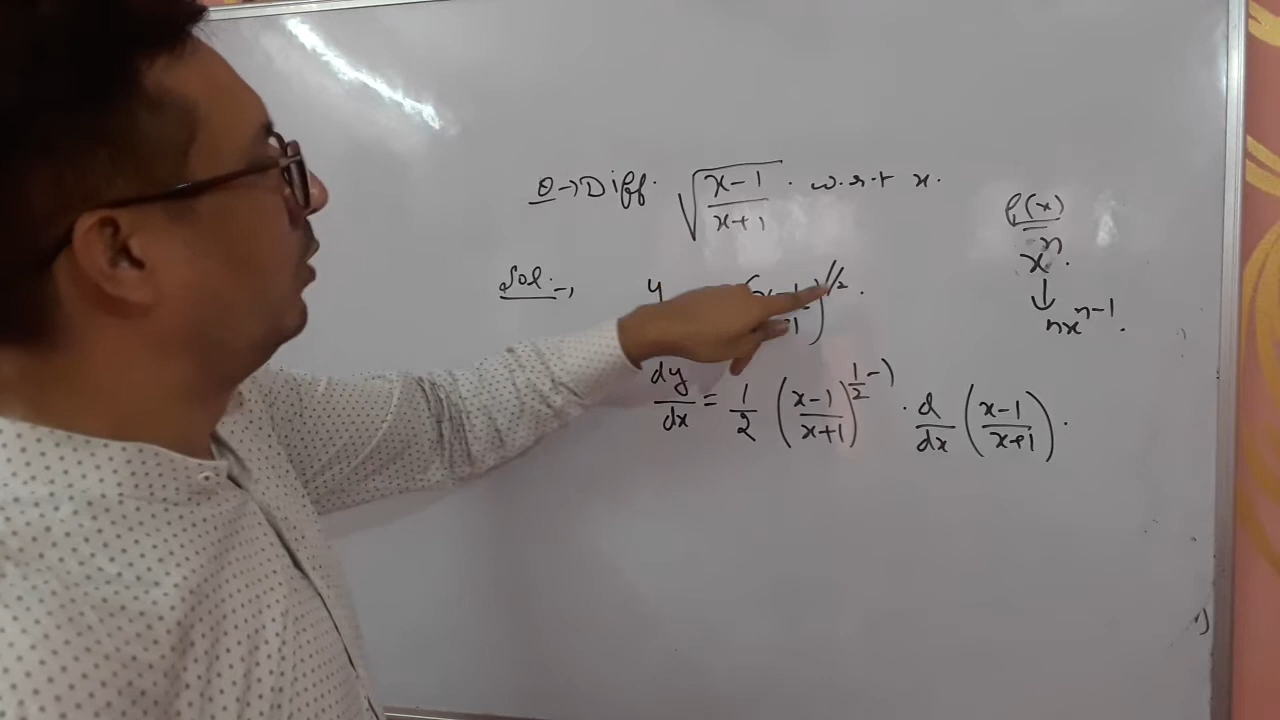 Q→Diff. √((x-1)/(x+1)) . w.r.t x.
Sol. -, y (x-1 / +1)^1/2 .
dy/dx = 1/2 ((x-1)/(x+1))^(1/2 -) . d/dx ((x-1)/(x+1)) .
f(x)
x^n .
↓
nx^(n-1) .